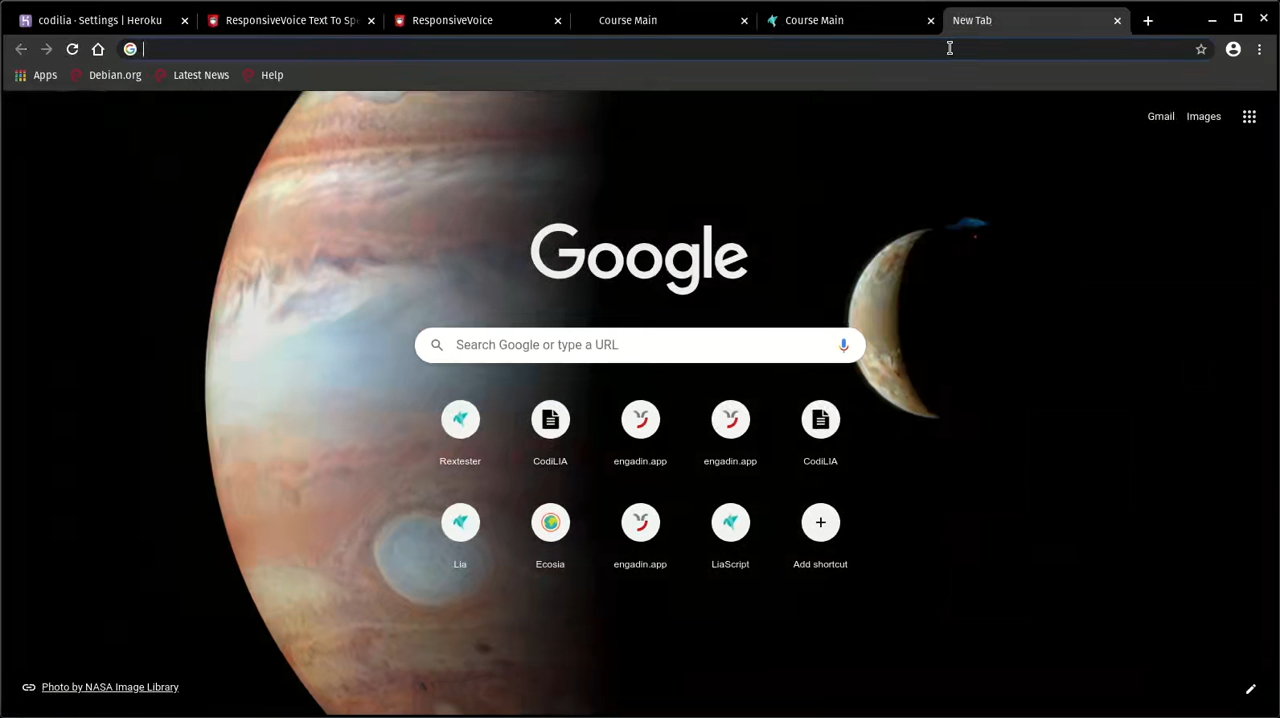 codilia · Settings | Heroku
ResponsiveVoice Text To Sp
ResponsiveVoice
Course Main
Course Main
New Tab
Apps
Debian.org
Latest News
Help
Gmail
Images
Google
Search Google or type a URL
Rextester
CodiLIA
engadin.app
engadin.app
CodiLIA
Lia
Ecosia
engadin.app
LiaScript
Add shortcut
Photo by NASA Image Library